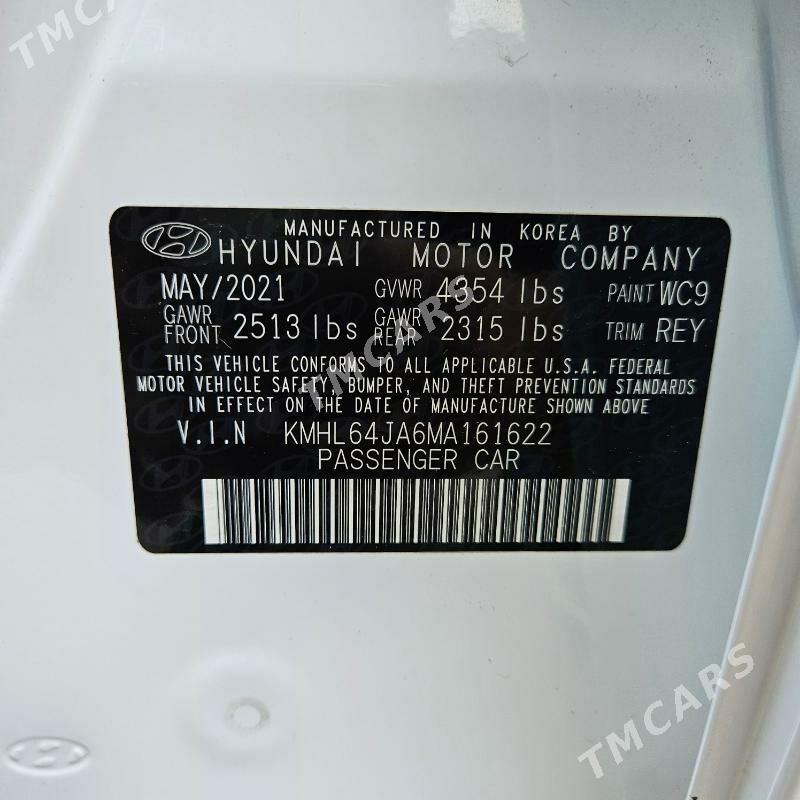 TMCARS
MANUFACTURED IN KOREA BY
HYUNDAI MOTOR COMPANY
MAY/2021 GVWR 4354 lbs PAINT WC9
GAWR FRONT 2513 lbs GAWR REAR 2315 lbs TRIM REY
THIS VEHICLE CONFORMS TO ALL APPLICABLE U.S.A. FEDERAL
MOTOR VEHICLE SAFETY, BUMPER, AND THEFT PREVENTION STANDARDS
IN EFFECT ON THE DATE OF MANUFACTURE SHOWN ABOVE
TMCARS
V.I.N KMHL64JA6MA161622
PASSENGER CAR
TMCARS